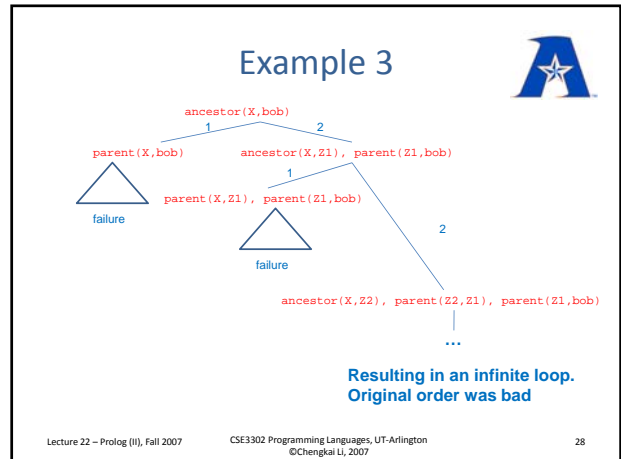 Example 3
ancestor(X,bob)
1
2
parent(X,bob)
ancestor(X,Z1), parent(Z1,bob)
1
parent(X,Z1), parent(Z1,bob)
failure
2
failure
ancestor(X,Z2), parent(Z2,Z1), parent(Z1,bob)
…
Resulting in an infinite loop.
Original order was bad
Lecture 22 – Prolog (II), Fall 2007
CSE3302 Programming Languages, UT-Arlington
©Chengkai Li, 2007
28